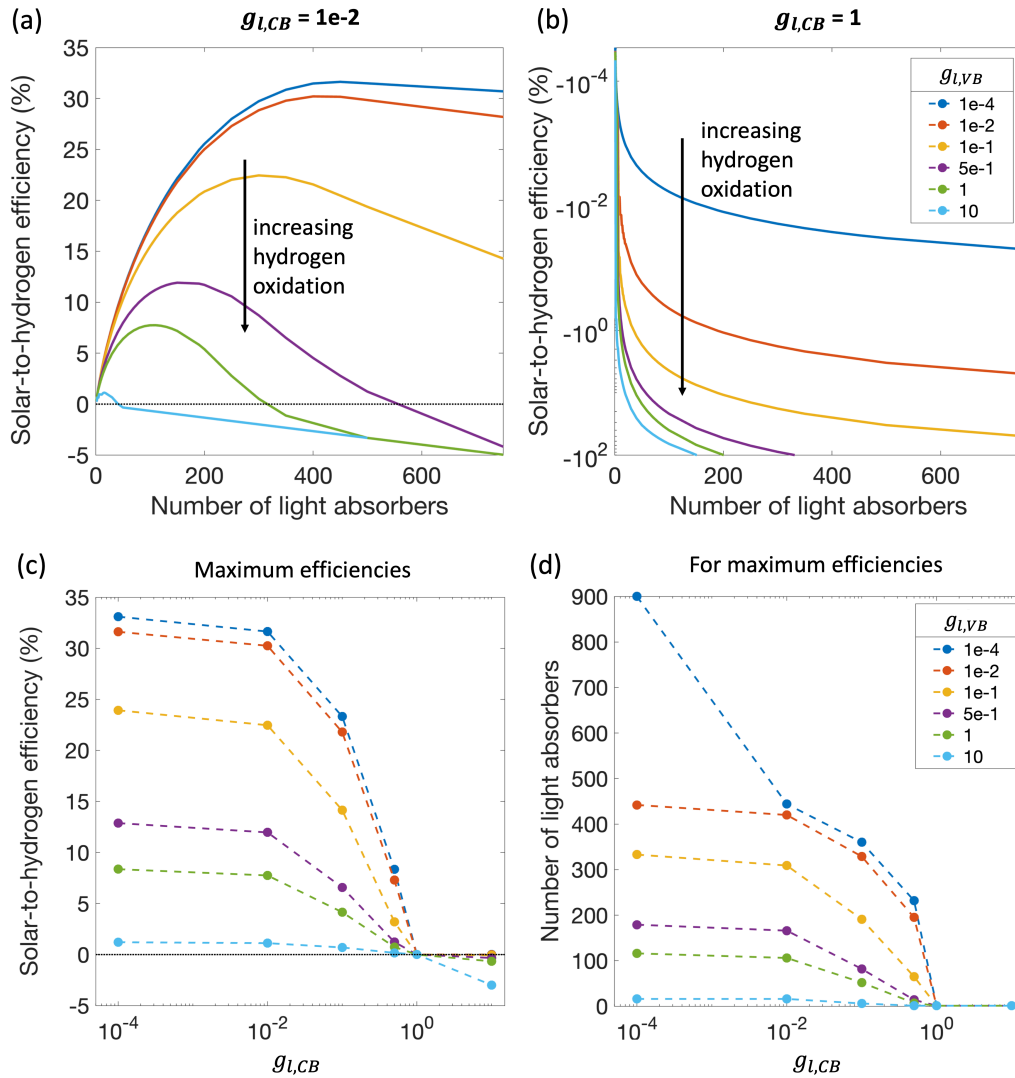 (a)
g_{l,CB} = 1e-2
Solar-to-hydrogen efficiency (%)
35
30
25
20
15
10
5
0
-5
increasing
hydrogen
oxidation
0
200
400
600
Number of light absorbers
(b)
g_{l,CB} = 1
Solar-to-hydrogen efficiency (%)
-10^{-4}
-10^{-2}
-10^{0}
-10^{2}
increasing
hydrogen
oxidation
g_{l,VB}
1e-4
1e-2
1e-1
5e-1
1
10
0
200
400
600
Number of light absorbers
(c)
Maximum efficiencies
Solar-to-hydrogen efficiency (%)
35
30
25
20
15
10
5
0
-5
10^{-4}
10^{-2}
10^{0}
g_{l,CB}
(d)
For maximum efficiencies
Number of light absorbers
900
800
700
600
500
400
300
200
100
0
g_{l,VB}
1e-4
1e-2
1e-1
5e-1
1
10
10^{-4}
10^{-2}
10^{0}
g_{l,CB}